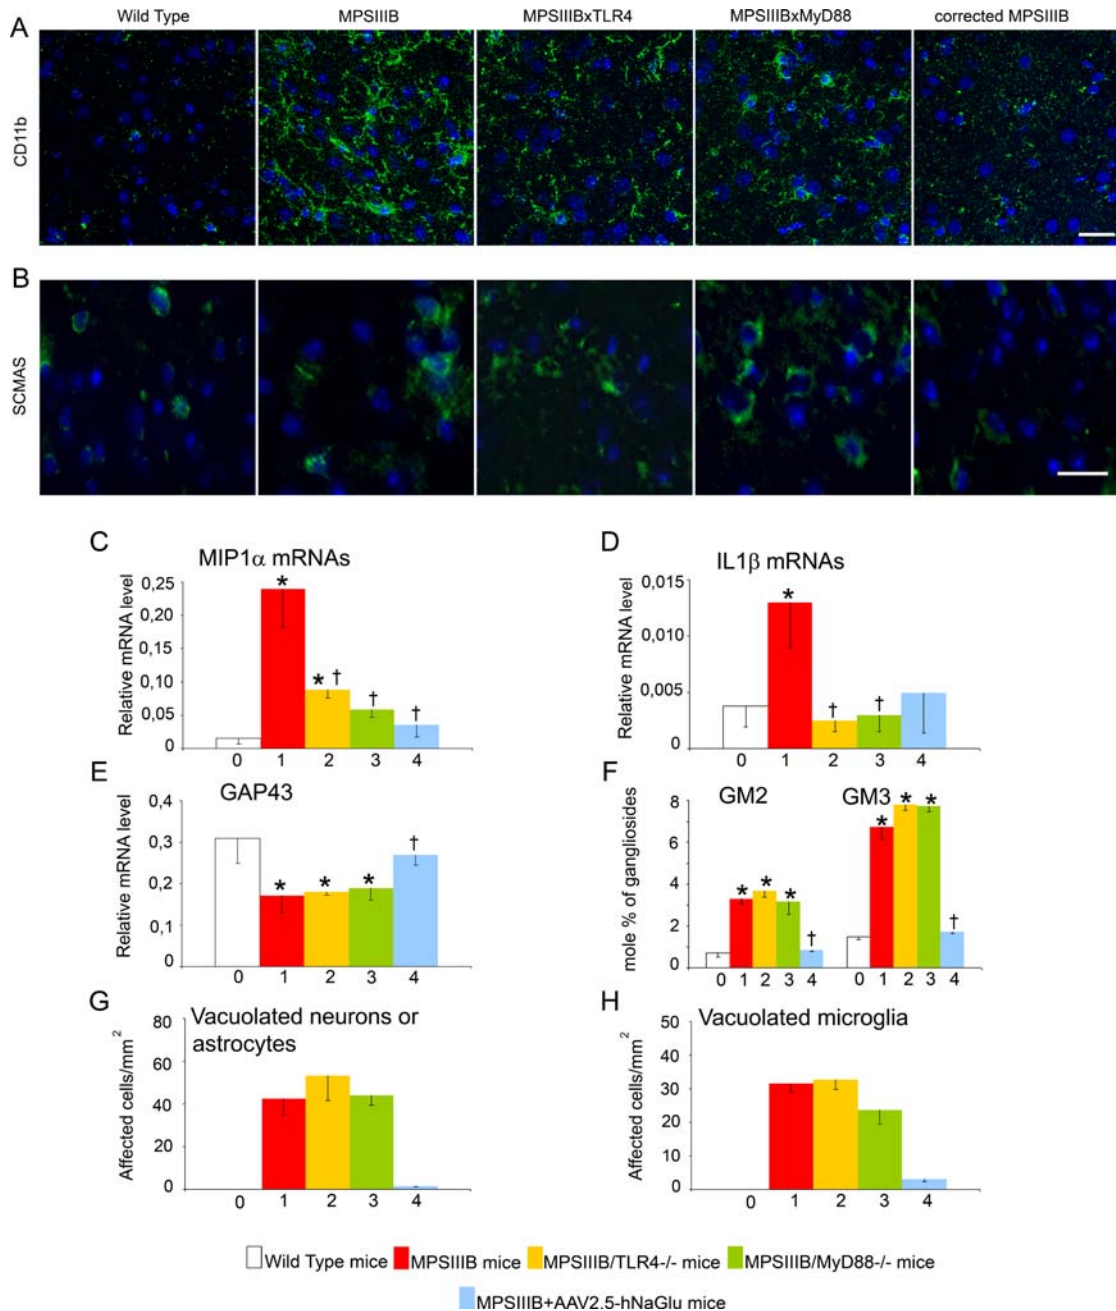 Wild Type MPSIIIB MPSIIIBxTLR4 MPSIIIBxMyD88 corrected MPSIIIB
A
CD11b
B
SCMAS
C
MIP1α mRNAs
Relative mRNA level
0,25
0,20
0,15
0,10
0,05
0
* * † † †
0 1 2 3 4
D
IL1β mRNAs
Relative mRNA level
0,015
0,010
0,005
0
* † †
0 1 2 3 4
E
GAP43
Relative mRNA level
0,4
0,3
0,2
0,1
0
* * * †
0 1 2 3 4
F
GM2 GM3
mole % of gangliosides
8
6
4
2
0
* * * † * * * †
0 1 2 3 4 0 1 2 3 4
G
Vacuolated neurons or
astrocytes
Affected cells/mm²
80
60
40
20
0
0 1 2 3 4
H
Vacuolated microglia
Affected cells/mm²
50
40
30
20
10
0
0 1 2 3 4
Wild Type mice MPSIIIB mice MPSIIIB/TLR4-/- mice MPSIIIB/MyD88-/- mice
MPSIIIB+AAV2.5-hNaGlu mice